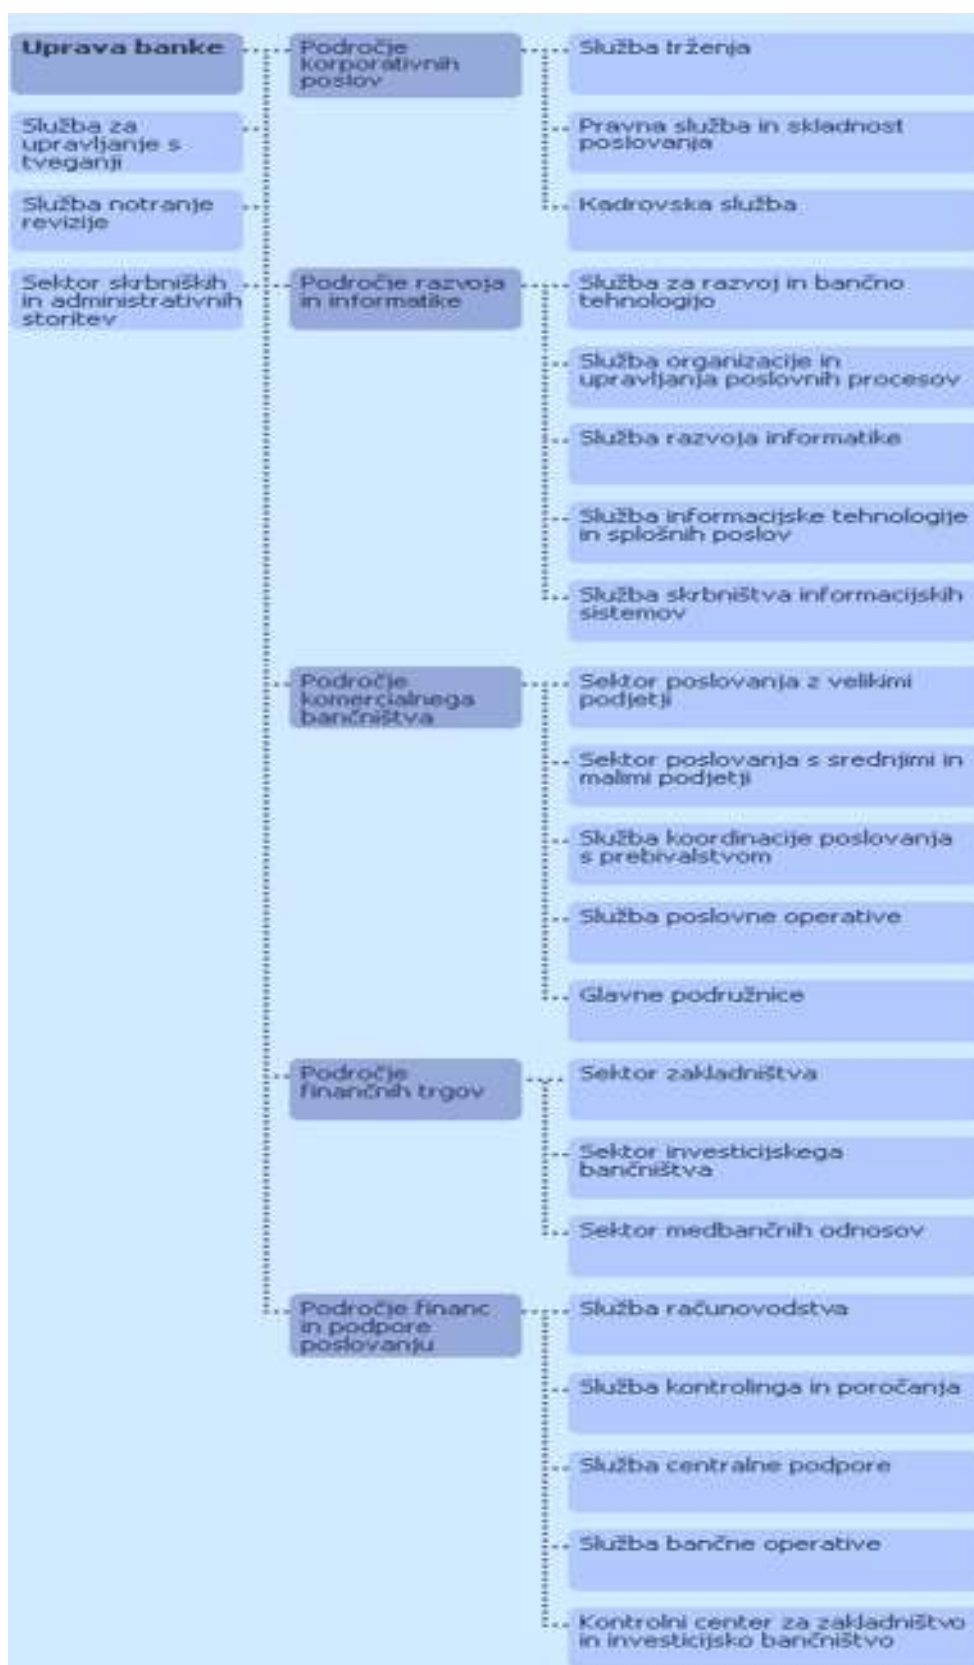 Uprava banke
Služba za
upravljanje s
tveganji
Služba notranje
revizije
Sektor skrbniških
in administrativnih
storitev
Področje
korporativnih
poslov
Služba trženja
Pravna služba in skladnost
poslovanja
Kadrovska služba
Področje razvoja
in informatike
Služba za razvoj in bančno
tehnologijo
Služba organizacije in
upravljanja poslovnih procesov
Služba razvoja informatike
Služba informacijske tehnologije
in splošnih poslov
Služba skrbništva informacijskih
sistemov
Področje
komercialnega
bančništva
Sektor poslovanja z velikimi
podjetji
Sektor poslovanja s srednjimi in
malimi podjetji
Služba koordinacije poslovanja
s prebivalstvom
Služba poslovne operative
Glavne podružnice
Področje
finančnih trgov
Sektor zakladništva
Sektor investicijskega
bančništva
Sektor medbančnih odnosov
Področje financ
in podpore
poslovanju
Služba računovodstva
Služba kontrolinga in poročanja
Služba centralne podpore
Služba bančne operative
Kontrolni center za zakladništvo
in investicijsko bančništvo